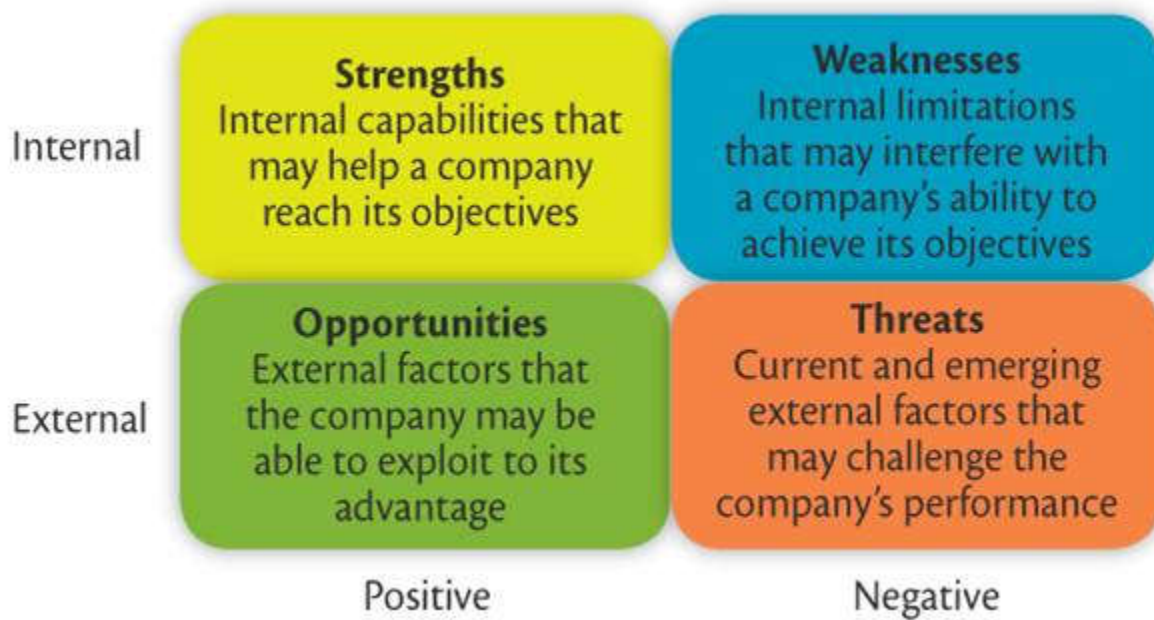 Internal
Strengths
Internal capabilities that
may help a company
reach its objectives
Weaknesses
Internal limitations
that may interfere with
a company's ability to
achieve its objectives
External
Opportunities
External factors that
the company may be
able to exploit to its
advantage
Threats
Current and emerging
external factors that
may challenge the
company's performance
Positive
Negative